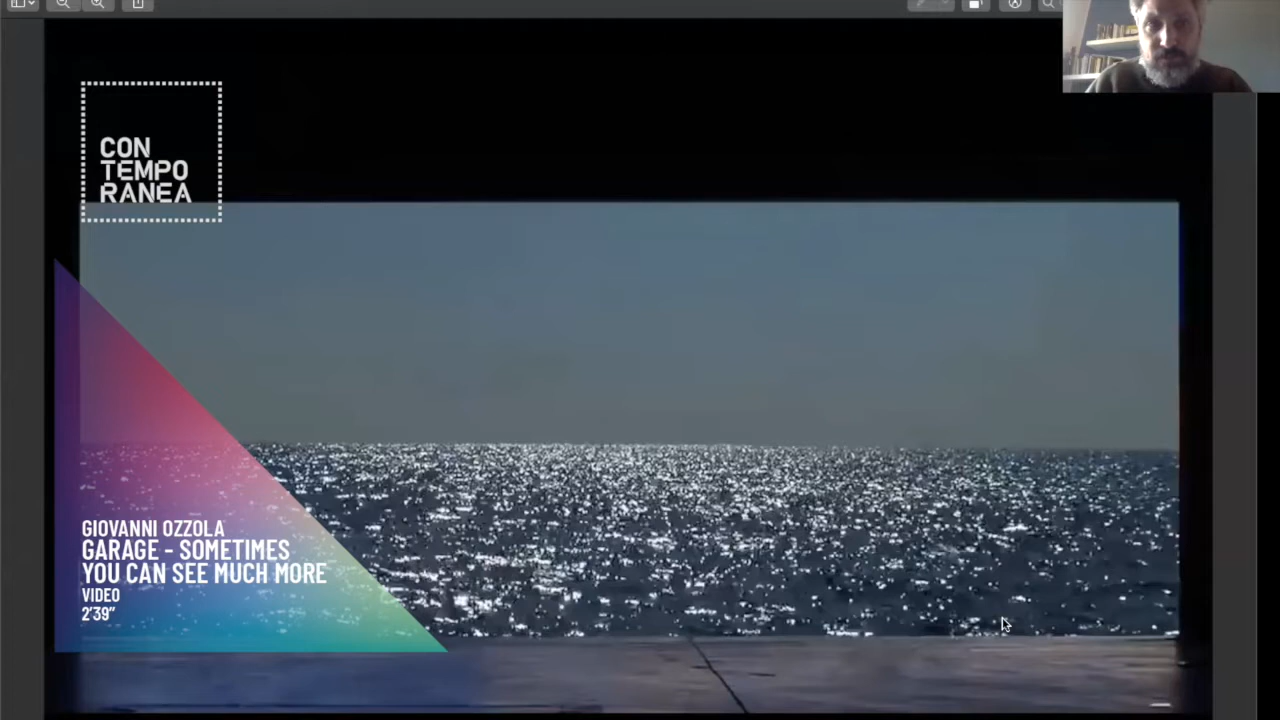 CON
TEMPO
RANEA
GIOVANNI OZZOLA
GARAGE - SOMETIMES
YOU CAN SEE MUCH MORE
VIDEO
2'39”